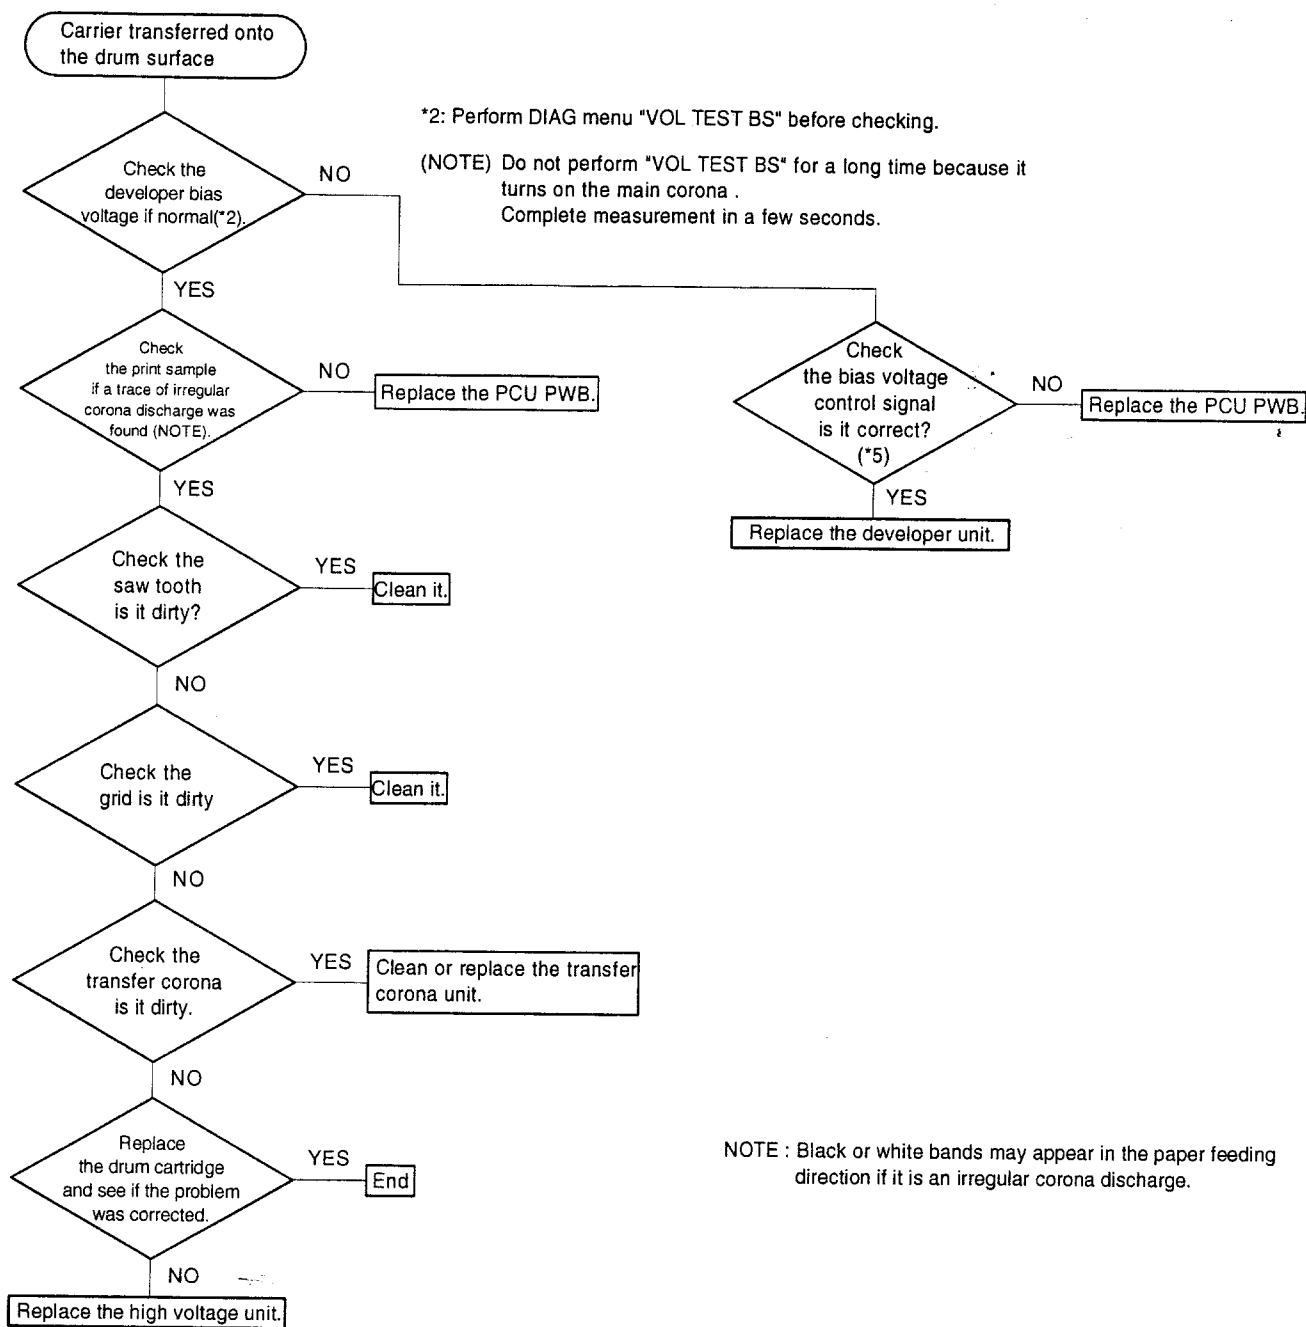 Carrier transferred onto
the drum surface
*2: Perform DIAG menu "VOL TEST BS" before checking.
(NOTE) Do not perform "VOL TEST BS" for a long time because it
turns on the main corona .
Complete measurement in a few seconds.
Check the
developer bias
voltage if normal(*2).
NO
YES
Check
the print sample
if a trace of irregular
corona discharge was
found (NOTE).
NO
Replace the PCU PWB.
YES
Check
the bias voltage
control signal
is it correct?
(*5)
NO
Replace the PCU PWB.
YES
Replace the developer unit.
Check the
saw tooth
is it dirty?
YES
Clean it.
NO
Check the
grid is it dirty
YES
Clean it.
NO
Check the
transfer corona
is it dirty.
YES
Clean or replace the transfer
corona unit.
NO
Replace
the drum cartridge
and see if the problem
was corrected.
YES
End
NO
Replace the high voltage unit.
NOTE : Black or white bands may appear in the paper feeding
direction if it is an irregular corona discharge.